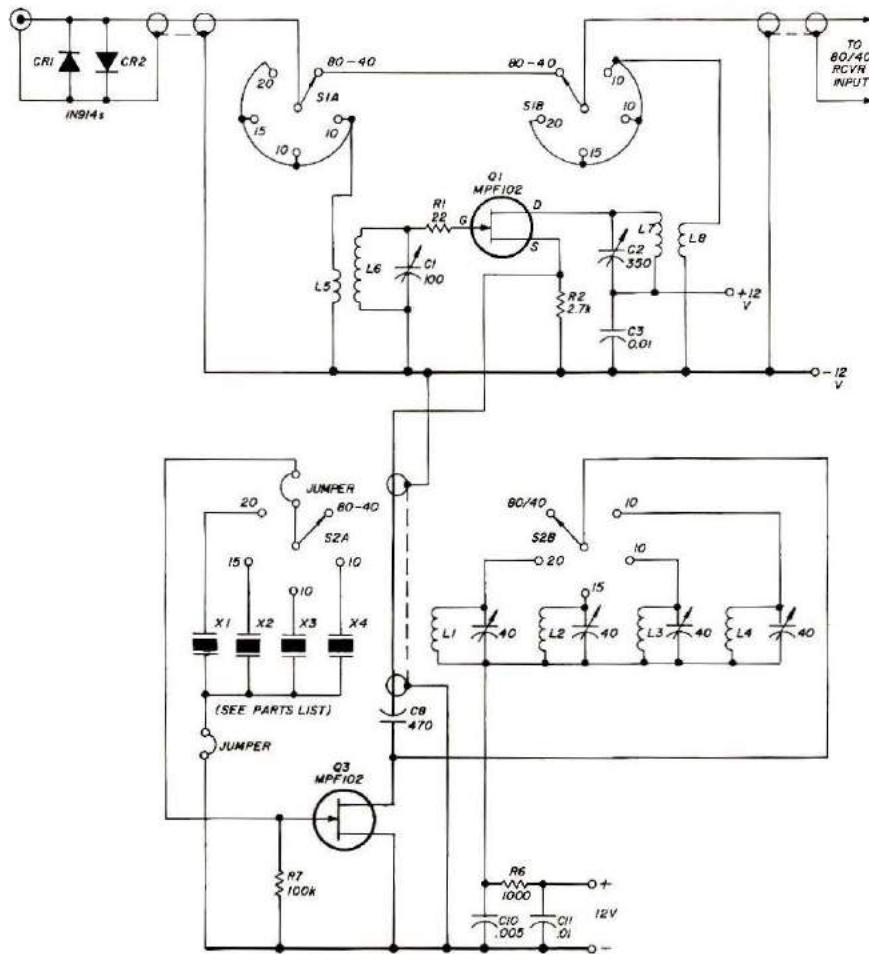 CR1
CR2
1N914s
80-40
20
S1A
15
10
10
80-40
10
S1B
20
10
15
TO
80/40
RCVR
INPUT
Q1
MPF102
R1
22
G
D
S
L5
L6
C1
100
R2
2.7k
C2
350
L7
L8
C3
0.01
+12
V
-12
V
JUMPER
20
80-40
S2A
15
10
10
X1
X2
X3
X4
(SEE PARTS LIST)
JUMPER
80/40
10
S2B
20
10
15
L1
40
L2
40
L3
40
L4
40
C8
470
Q3
MPF102
R7
100k
R6
1000
+
12V
C10
.005
C11
.01
-